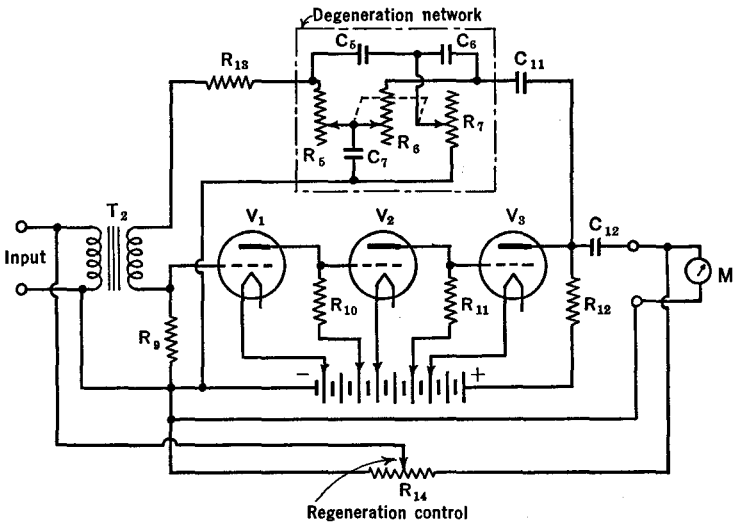 Degeneration network
C₅
C₆
R₁₃
C₁₁
R₅
R₆
R₇
C₇
T₂
V₁
V₂
V₃
C₁₂
Input
M
R₁₀
R₁₁
R₁₂
R₉
−
+
R₁₄
Regeneration control